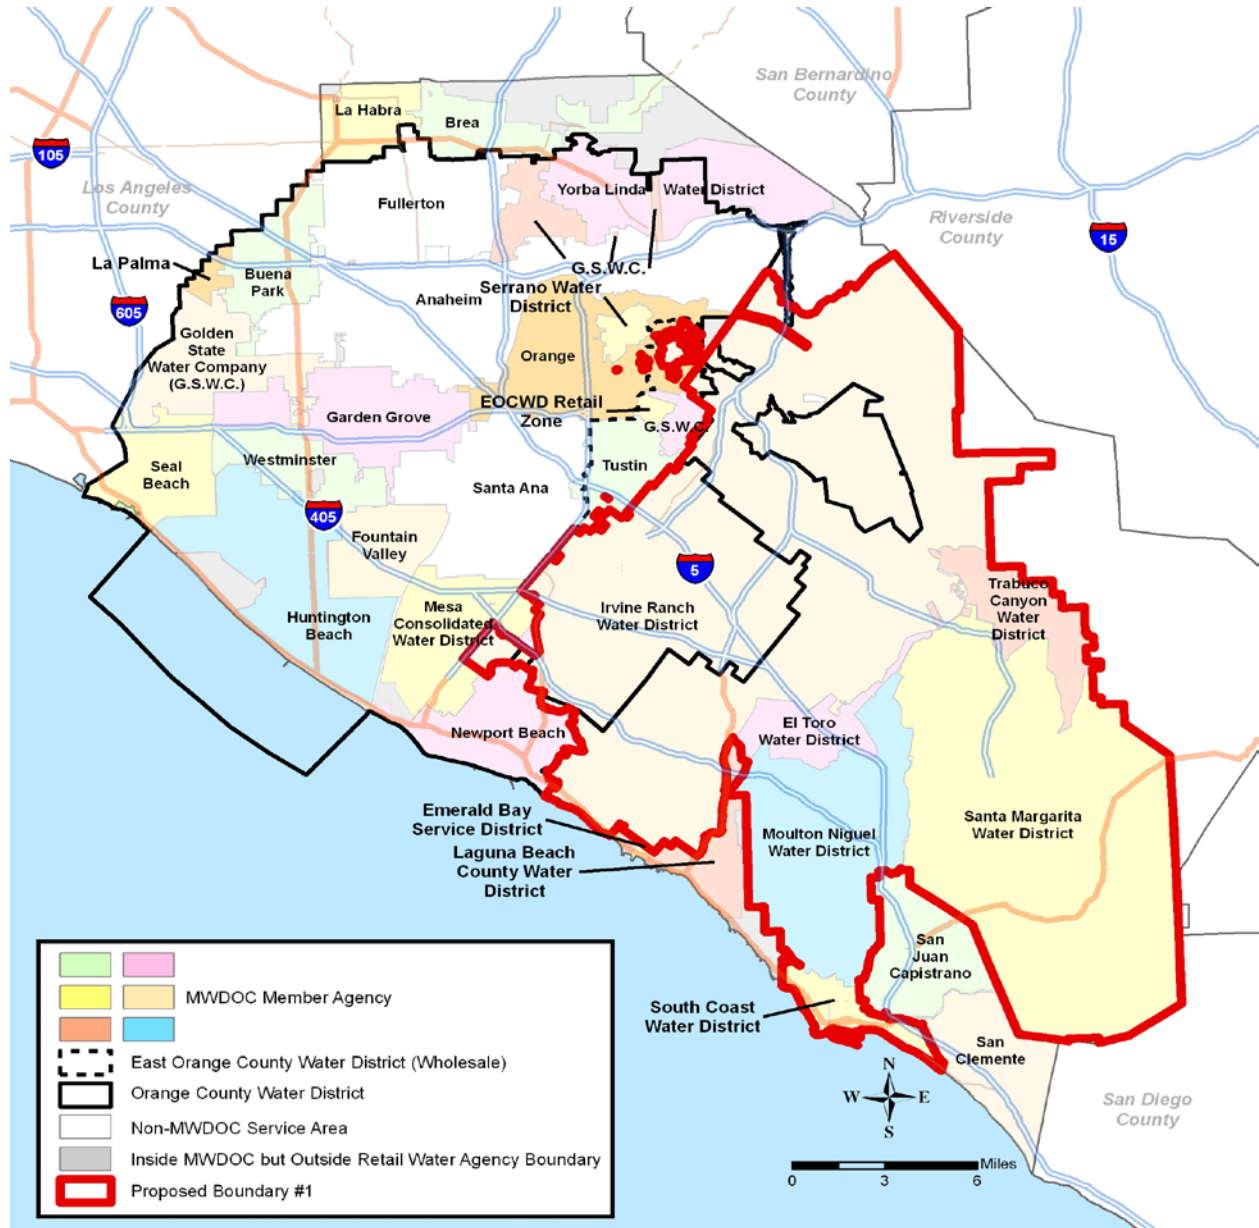 San Bernardino
County
La Habra
Brea
105
Los Angeles
County
Fullerton
Yorba Linda
Water District
Riverside
County
15
La Palma
G.S.W.C.
Buena
Park
Anaheim
Serrano Water
District
605
Golden
State
Water Company
(G.S.W.C.)
Orange
EOCWD Retail
Zone
Garden Grove
G.S.W.C.
Westminster
Tustin
Seal
Beach
Santa Ana
405
Fountain
Valley
5
Trabuco
Canyon
Water
District
Mesa
Consolidated
Water District
Irvine Ranch
Water District
Huntington
Beach
El Toro
Water District
Newport Beach
Emerald Bay
Service District
Santa Margarita
Water District
Moulton Niguel
Water District
Laguna Beach
County Water
District
San
Juan
Capistrano
South Coast
Water District
San
Clemente
San Diego
County
N
W
E
S
Miles
0
3
6
MWDOC Member Agency
East Orange County Water District (Wholesale)
Orange County Water District
Non-MWDOC Service Area
Inside MWDOC but Outside Retail Water Agency Boundary
Proposed Boundary #1